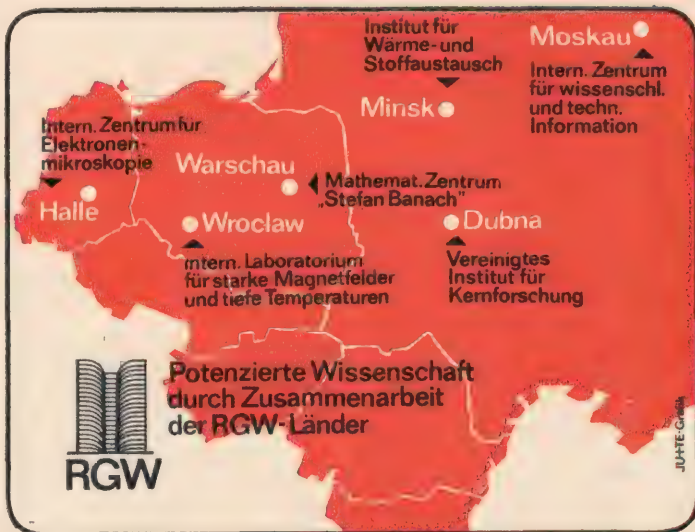 Institut für
Wärme- und
Stoffaustausch
Minsk
Moskau
Intern. Zentrum
für wissenschl.
und techn.
Information
Intern. Zentrum für
Elektronen-
mikroskopie
Halle
Warschau
Mathemat. Zentrum
„Stefan Banach"
Wroclaw
Intern. Laboratorium
für starke Magnetfelder
und tiefe Temperaturen
Dubna
Vereinigtes
Institut für
Kernforschung
Potenzierte Wissenschaft
durch Zusammenarbeit
der RGW-Länder
RGW
JU+TE-Grafik